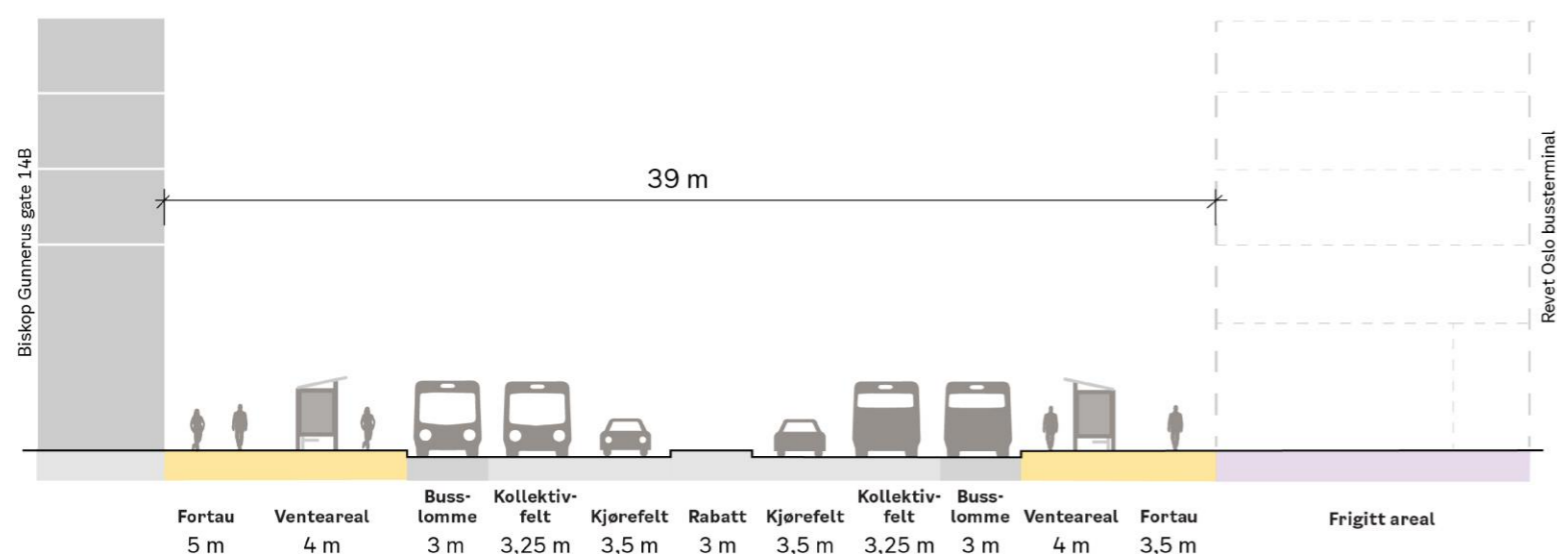 39 m
Biskop Gunnerus gate 14B
Revet Oslo bussterminal
Fortau
5 m
Venteareal
4 m
Buss-
lomme
3 m
Kollektiv-
felt
3,25 m
Kjørefelt
3,5 m
Rabatt
3 m
Kjørefelt
3,5 m
Kollektiv-
felt
3,25 m
Buss-
lomme
3 m
Venteareal
4 m
Fortau
3,5 m
Frigitt areal